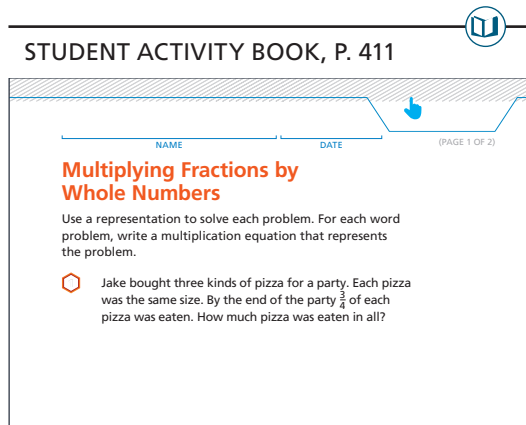 STUDENT ACTIVITY BOOK, P. 411
NAME DATE (PAGE 1 OF 2)
Multiplying Fractions by
Whole Numbers
Use a representation to solve each problem. For each word
problem, write a multiplication equation that represents
the problem.
Jake bought three kinds of pizza for a party. Each pizza
was the same size. By the end of the party 3/4 of each
pizza was eaten. How much pizza was eaten in all?